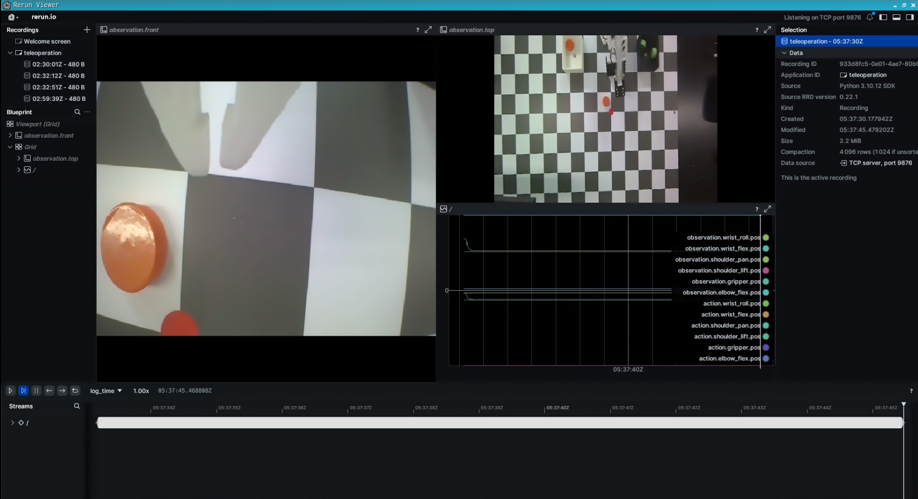 Rerun Viewer
rerun.io
Listening on TCP port 9876
Recordings
Welcome screen
teleoperation
02:30:01Z - 480 B
02:32:12Z - 480 B
02:32:51Z - 480 B
02:59:39Z - 480 B
Blueprint
Viewport (Grid)
observation.front
Grid
observation.top
/
observation.front
?
observation.top
?
/
?
observation.wrist_roll.pos
observation.wrist_flex.pos
observation.shoulder_pan.pos
observation.shoulder_lift.pos
observation.gripper.pos
observation.elbow_flex.pos
action.wrist_roll.pos
action.wrist_flex.pos
action.shoulder_pan.pos
action.shoulder_lift.pos
action.gripper.pos
action.elbow_flex.pos
0
05:37:40Z
Selection
teleoperation - 05:37:30Z
Data
Recording ID 933d8fc5-0e01-4ae7-80b
Application ID teleoperation
Source Python 3.10.12 SDK
Source RRD version 0.22.1
Kind Recording
Created 05:37:30.177942Z
Modified 05:37:45.479202Z
Size 2.2 MiB
Compaction 4 096 rows (1 024 if unsorte
Data source TCP server, port 9876
This is the active recording
log_time 1.00x 05:37:45.468808Z
?
Streams
05:37:34Z 05:37:35Z 05:37:36Z 05:37:37Z 05:37:38Z 05:37:39Z 05:37:40Z 05:37:41Z 05:37:42Z 05:37:43Z 05:37:44Z 05:37:45Z
/